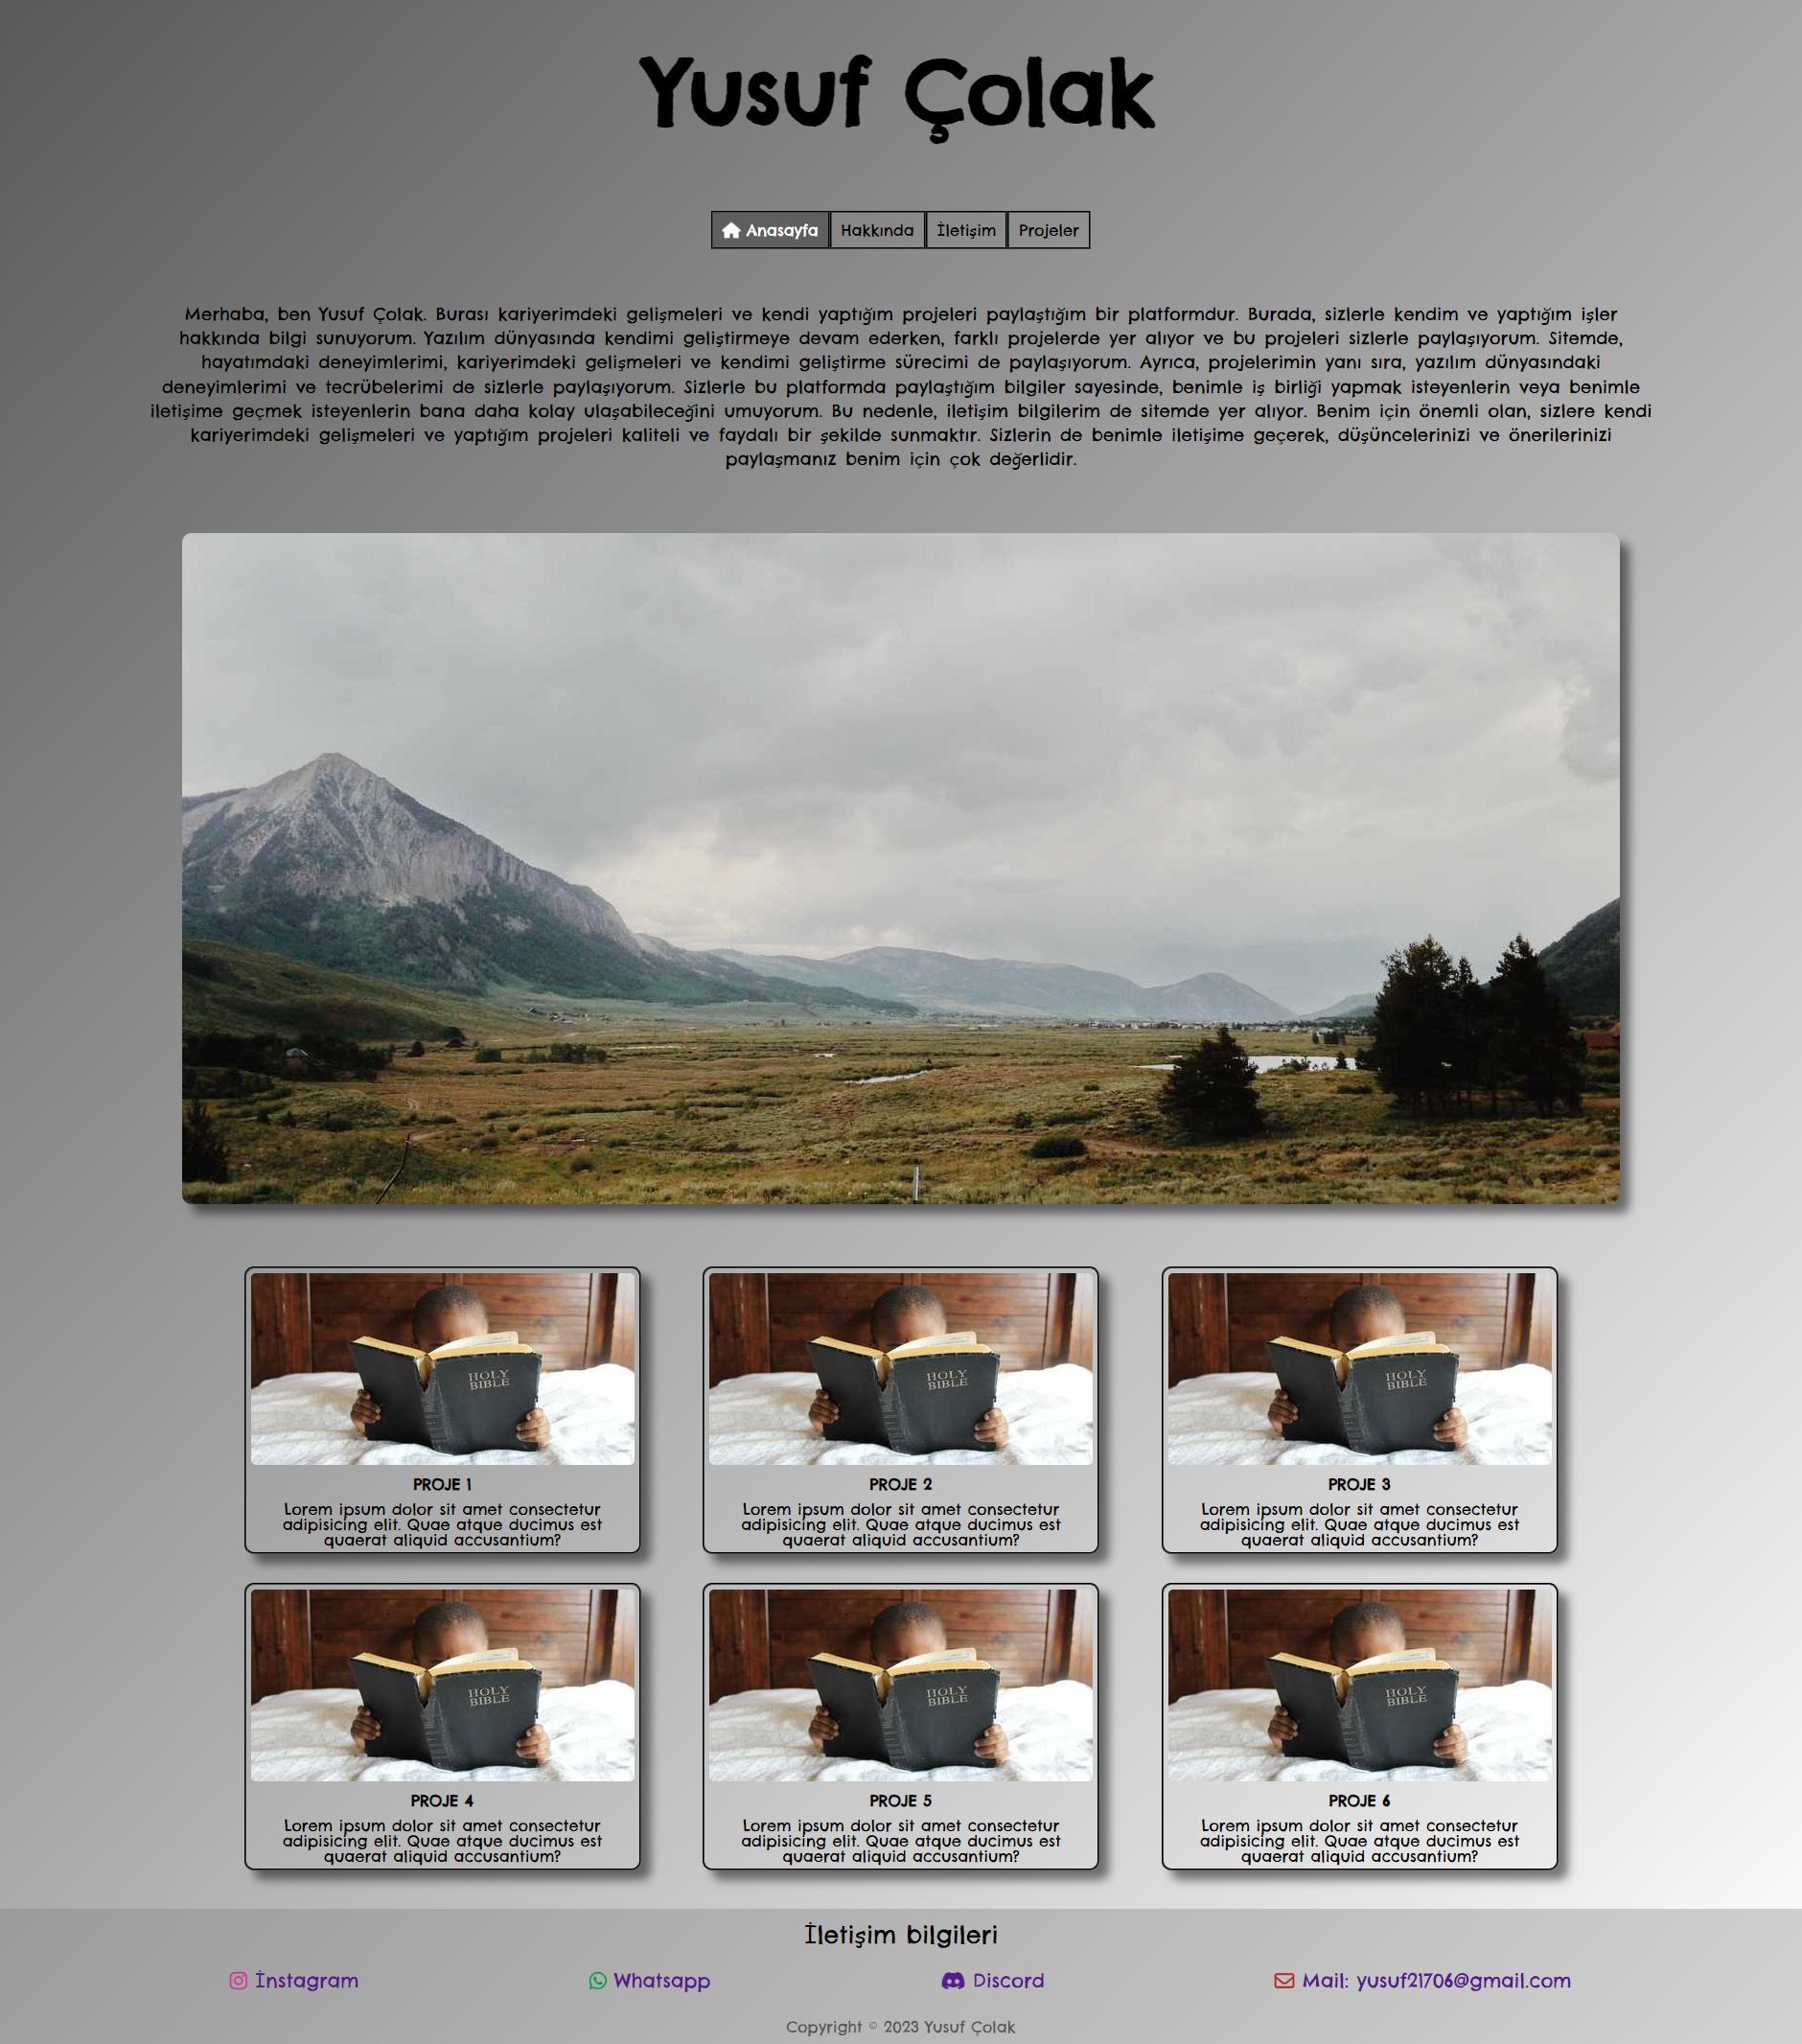 Yusuf Çolak
Anasayfa Hakkında İletişim Projeler
Merhaba, ben Yusuf Çolak. Burası kariyerimdeki gelişmeleri ve kendi yaptığım projeleri paylaştığım bir platformdur. Burada, sizlerle kendim ve yaptığım işler
hakkında bilgi sunuyorum. Yazılım dünyasında kendimi geliştirmeye devam ederken, farklı projelerde yer alıyor ve bu projeleri sizlerle paylaşıyorum. Sitemde,
hayatımdaki deneyimlerimi, kariyerimdeki gelişmeleri ve kendimi geliştirme sürecimi de paylaşıyorum. Ayrıca, projelerimin yanı sıra, yazılım dünyasındaki
deneyimlerimi ve tecrübelerimi de sizlerle paylaşıyorum. Sizlerle bu platformda paylaştığım bilgiler sayesinde, benimle iş birliği yapmak isteyenlerin veya benimle
iletişime geçmek isteyenlerin bana daha kolay ulaşabileceğini umuyorum. Bu nedenle, iletişim bilgilerim de sitemde yer alıyor. Benim için önemli olan, sizlere kendi
kariyerimdeki gelişmeleri ve yaptığım projeleri kaliteli ve faydalı bir şekilde sunmaktır. Sizlerin de benimle iletişime geçerek, düşüncelerinizi ve önerilerinizi
paylaşmanız benim için çok değerlidir.
HOLY
BIBLE
PROJE 1
Lorem ipsum dolor sit amet consectetur
adipisicing elit. Quae atque ducimus est
quaerat aliquid accusantium?
HOLY
BIBLE
PROJE 2
Lorem ipsum dolor sit amet consectetur
adipisicing elit. Quae atque ducimus est
quaerat aliquid accusantium?
HOLY
BIBLE
PROJE 3
Lorem ipsum dolor sit amet consectetur
adipisicing elit. Quae atque ducimus est
quaerat aliquid accusantium?
HOLY
BIBLE
PROJE 4
Lorem ipsum dolor sit amet consectetur
adipisicing elit. Quae atque ducimus est
quaerat aliquid accusantium?
HOLY
BIBLE
PROJE 5
Lorem ipsum dolor sit amet consectetur
adipisicing elit. Quae atque ducimus est
quaerat aliquid accusantium?
HOLY
BIBLE
PROJE 6
Lorem ipsum dolor sit amet consectetur
adipisicing elit. Quae atque ducimus est
quaerat aliquid accusantium?
İletişim bilgileri
İnstagram Whatsapp Discord Mail: yusuf21706@gmail.com
Copyright © 2023 Yusuf Çolak